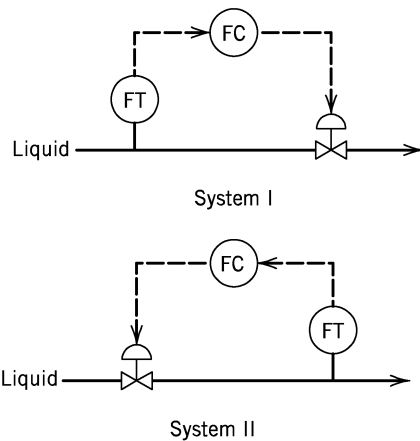 FC
FT
Liquid
System I
FC
FT
Liquid
System II